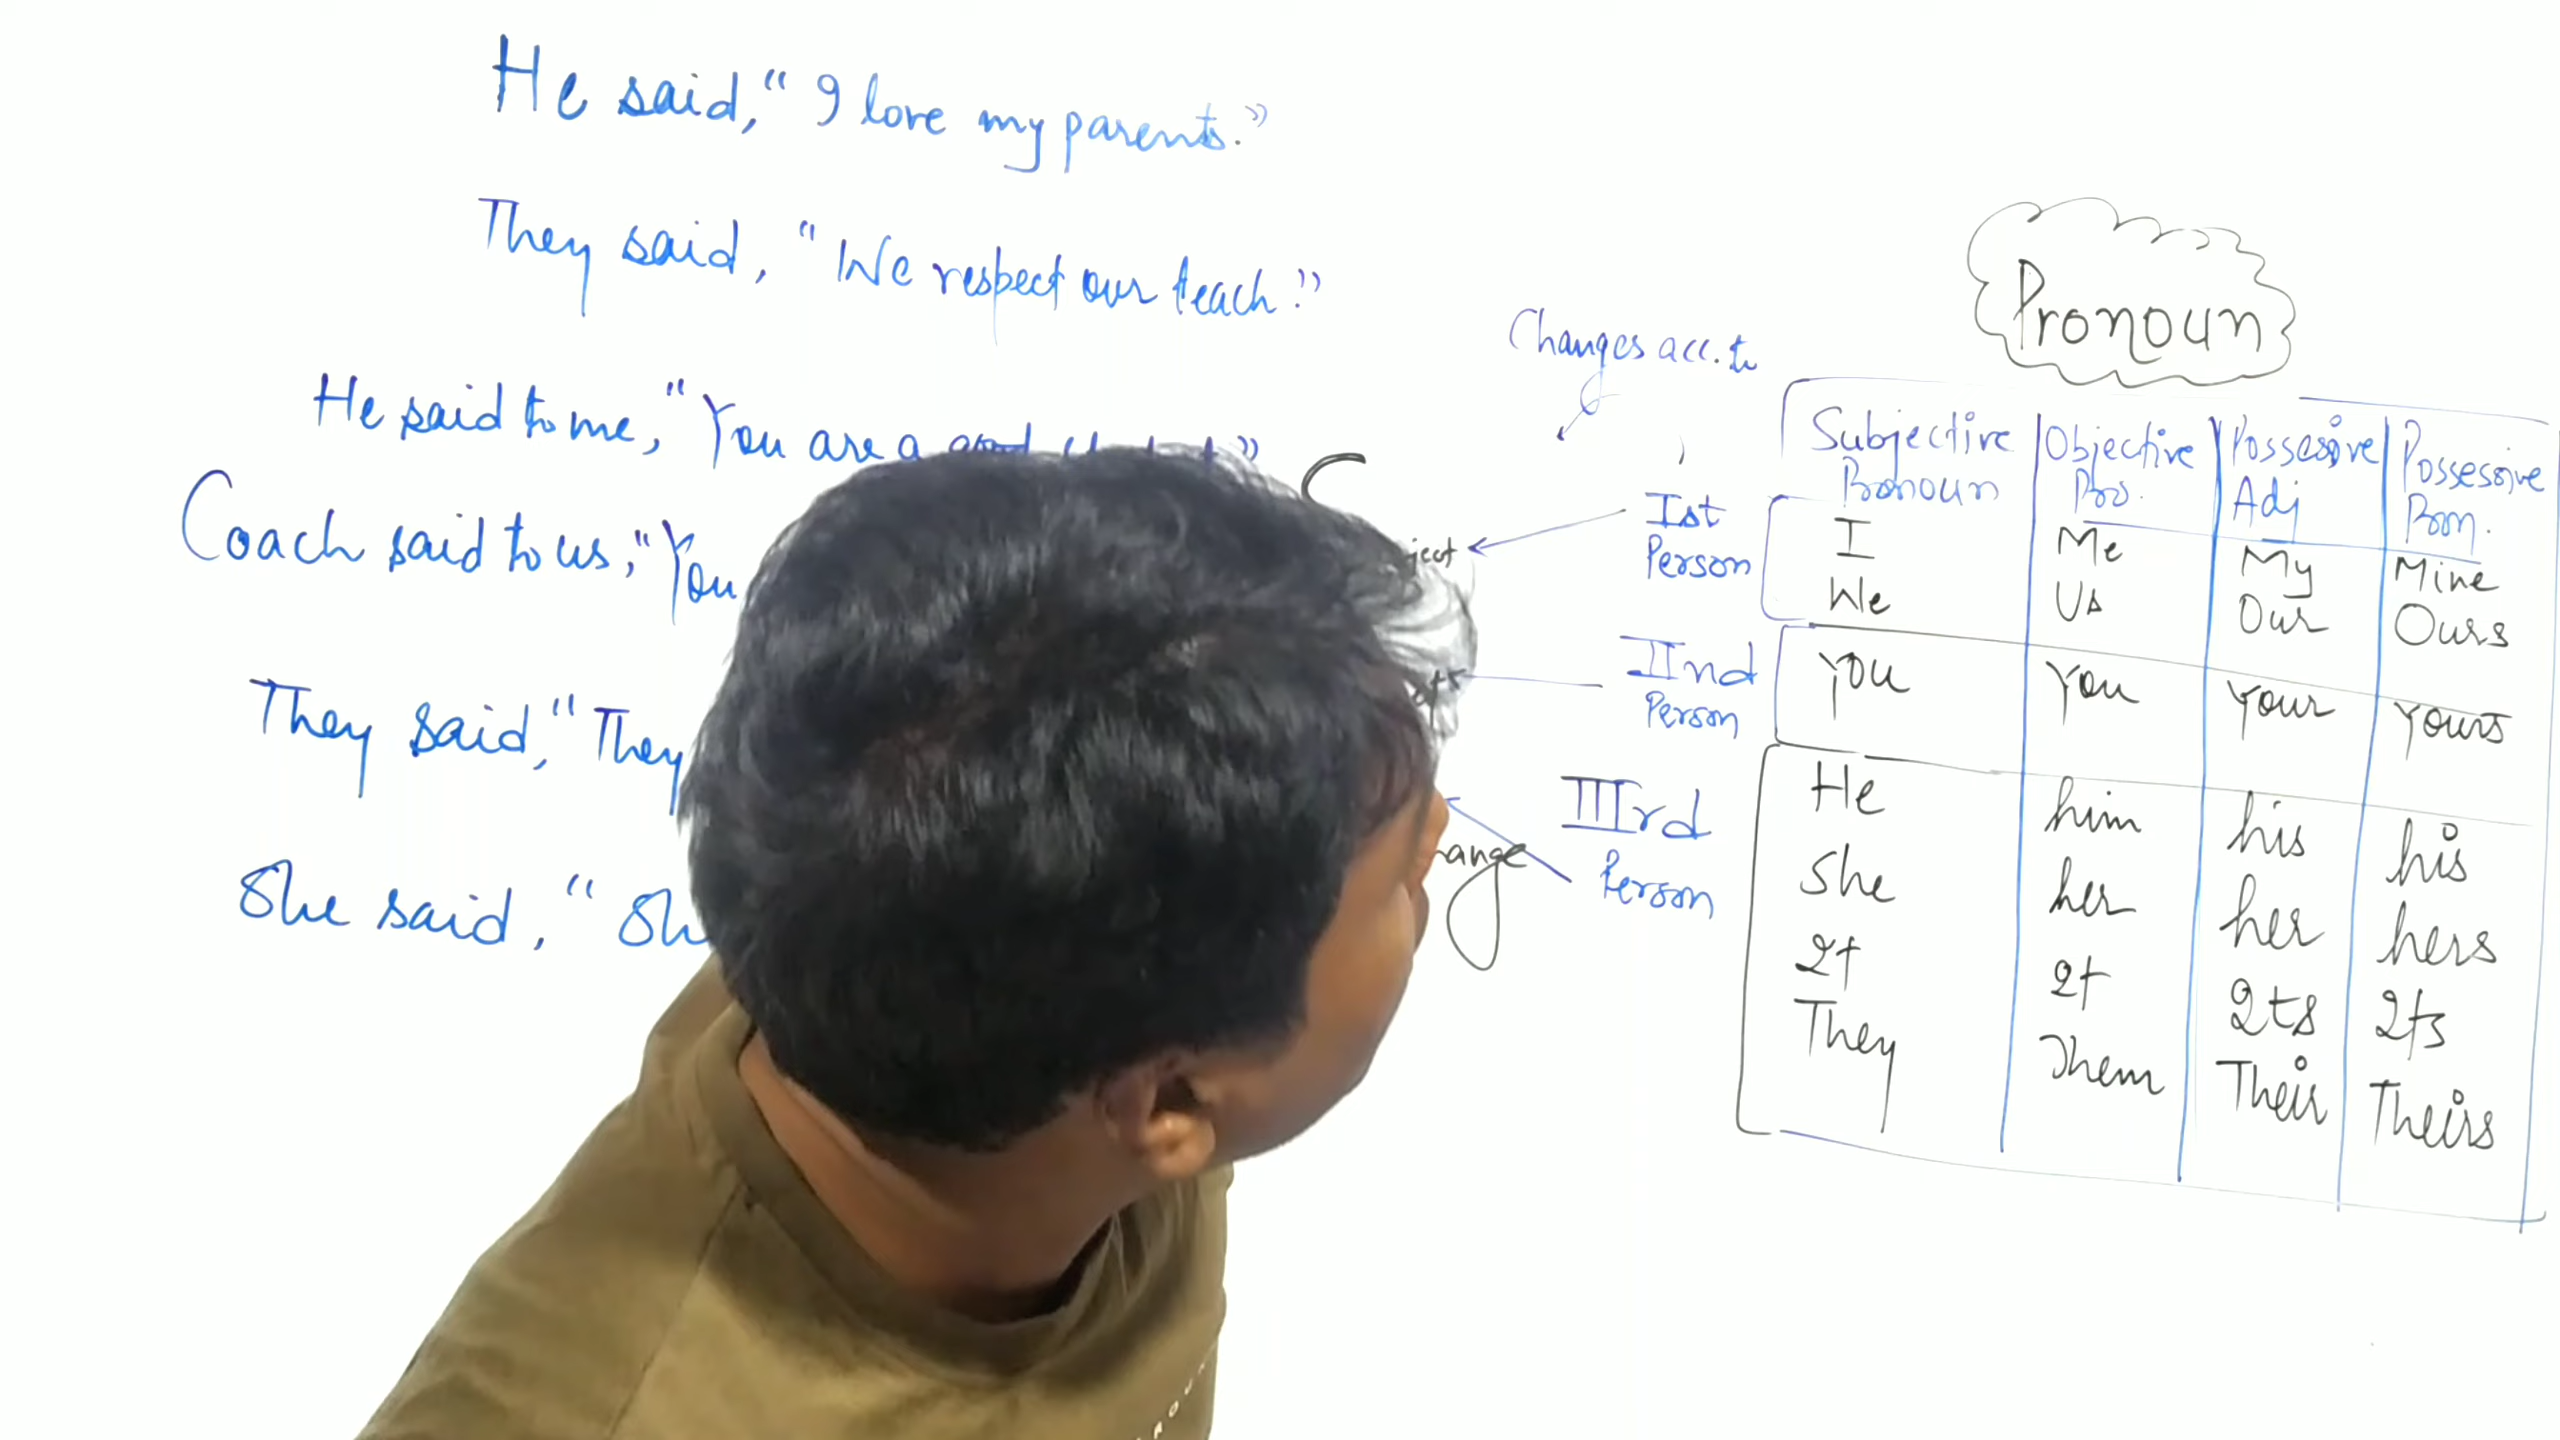 He said, "I love my parents."
They said, "We respect our teach."
He said to me, "You are a good
Coach said to us, "You
They said, "They
She said, "
Changes acc. to
Ist
Person
IInd
Person
IIIrd
Person
Pronoun
Subjective Pronoun | Objective Pro. | Possesive Adj | Possessive Pron.
I | Me | My | Mine
We | Us | Our | Ours
You | You | Your | Yours
He | him | his | his
She | her | her | hers
It | It | Its | Its
They | Them | Their | Theirs